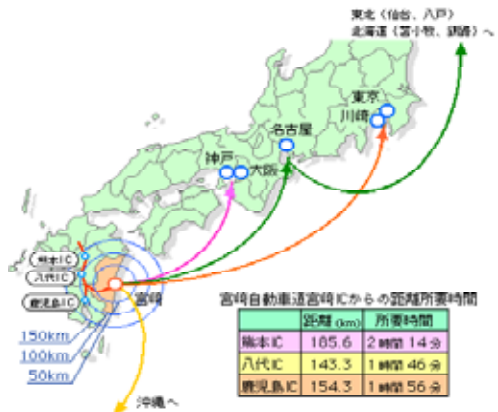 東北（仙台、八戸）
北海道（苫小牧、釧路）へ
東京
川崎
名古屋
神戸
大阪
熊本IC
八代IC
鹿児島IC
宮崎
150km
100km
50km
沖縄へ
宮崎自動車道宮崎ICからの距離所要時間
距離 (km) 所要時間
熊本IC 185.6 2時間14分
八代IC 143.3 1時間46分
鹿児島IC 154.3 1時間56分